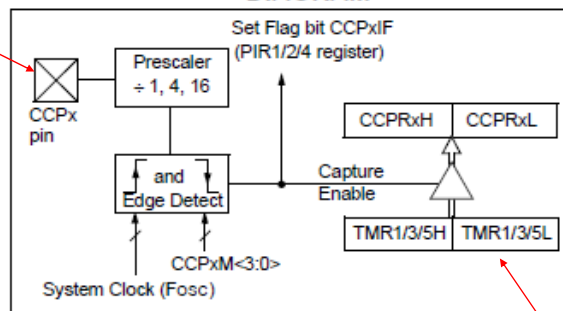 Set Flag bit CCPxIF
(PIR1/2/4 register)
Prescaler
÷ 1, 4, 16
CCPx
pin
CCPRxH CCPRxL
and
Edge Detect
Capture
Enable
TMR1/3/5H TMR1/3/5L
CCPxM<3:0>
System Clock (Fosc)